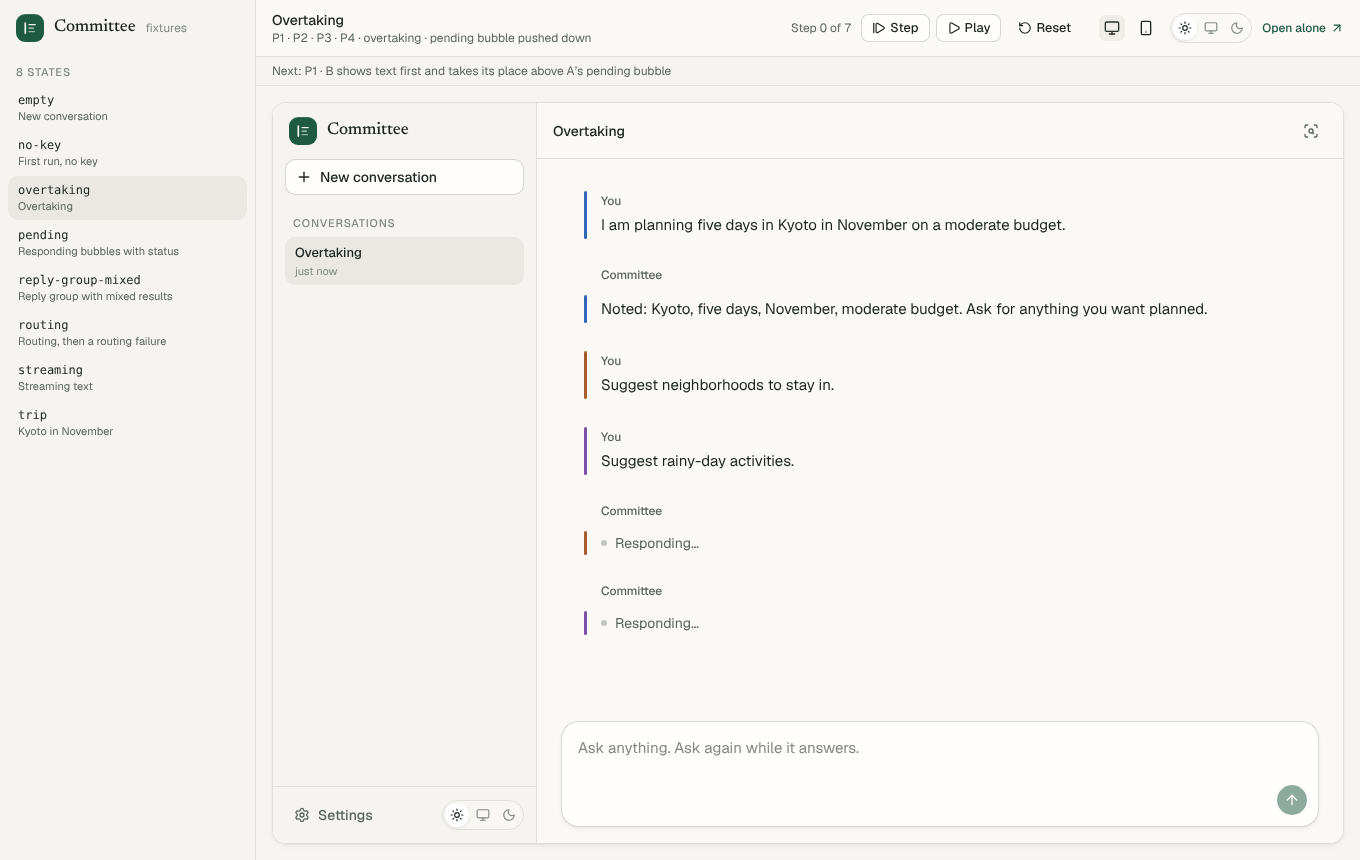 Committee fixtures
8 STATES
empty
New conversation
no-key
First run, no key
overtaking
Overtaking
pending
Responding bubbles with status
reply-group-mixed
Reply group with mixed results
routing
Routing, then a routing failure
streaming
Streaming text
trip
Kyoto in November
Overtaking
P1 · P2 · P3 · P4 · overtaking · pending bubble pushed down
Step 0 of 7
Step
Play
Reset
Open alone
Next: P1 · B shows text first and takes its place above A's pending bubble
Committee
New conversation
CONVERSATIONS
Overtaking
just now
Settings
Overtaking
You
I am planning five days in Kyoto in November on a moderate budget.
Committee
Noted: Kyoto, five days, November, moderate budget. Ask for anything you want planned.
You
Suggest neighborhoods to stay in.
You
Suggest rainy-day activities.
Committee
Responding…
Committee
Responding…
Ask anything. Ask again while it answers.